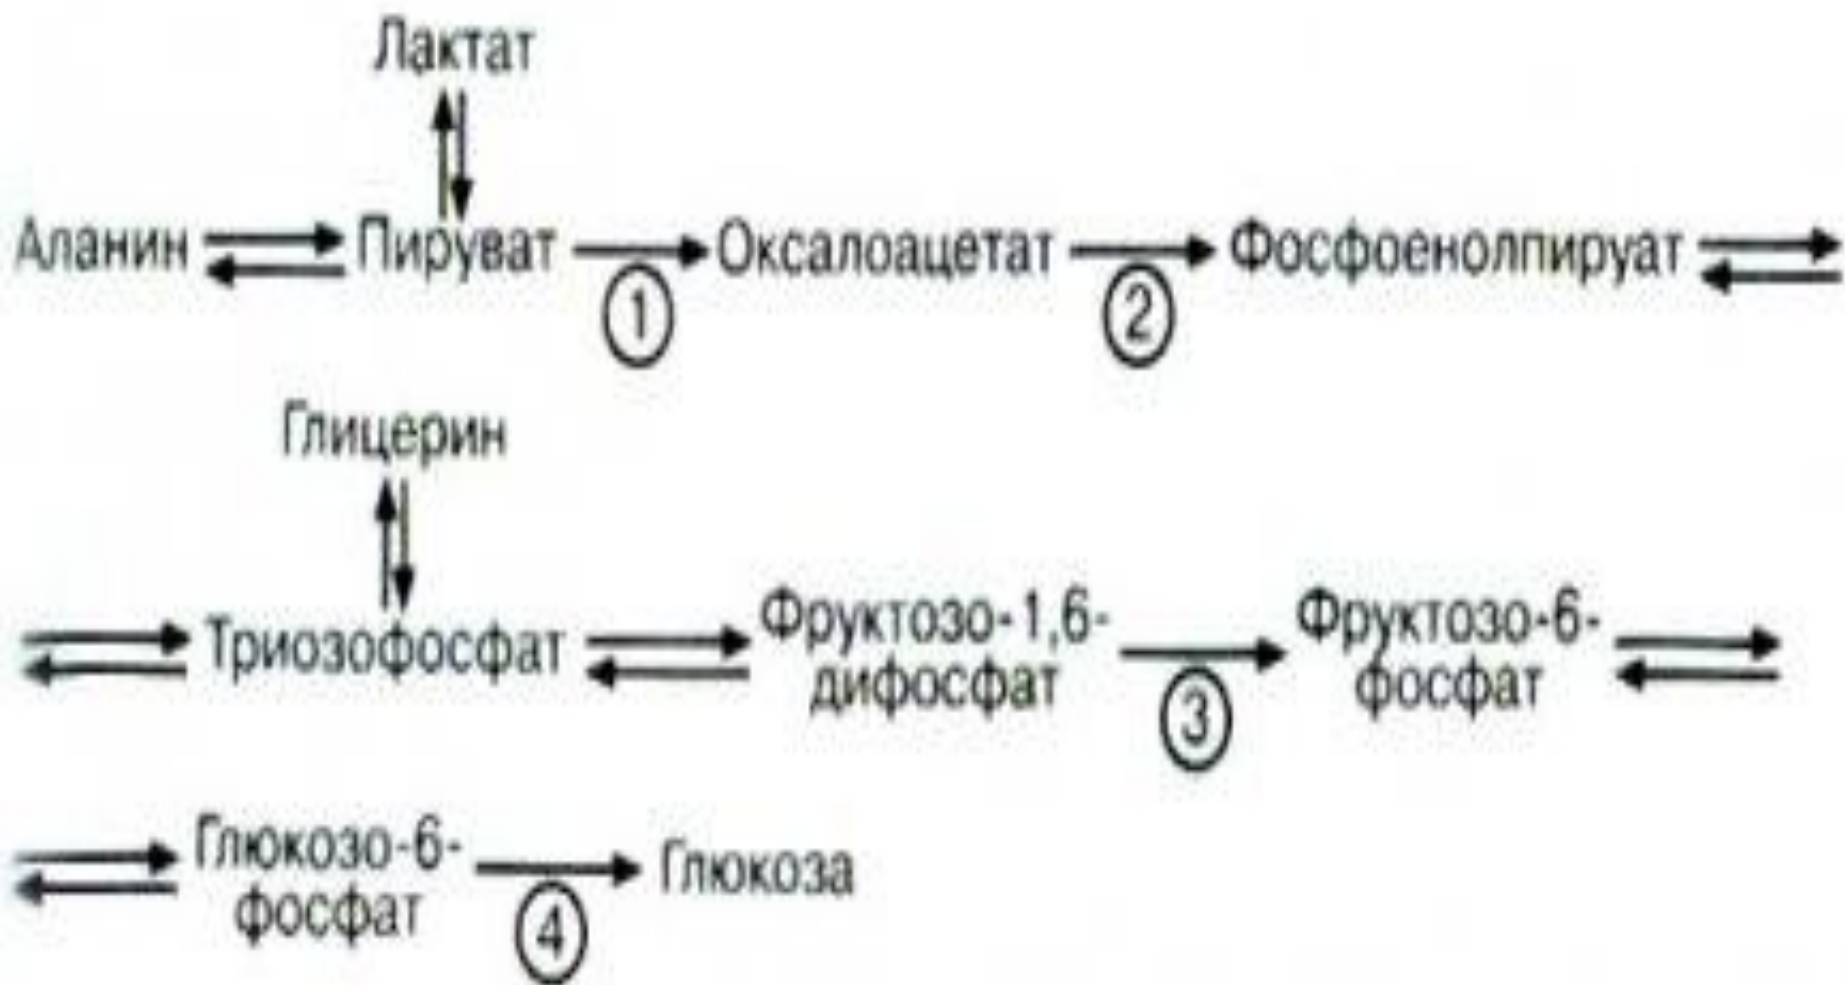 Лактат
Аланин Пируват Оксалоацетат Фосфоенолпируат
1 2
Глицерин
Триозофосфат Фруктозо-1,6-дифосфат Фруктозо-6-фосфат
3
Глюкозо-6-фосфат Глюкоза
4